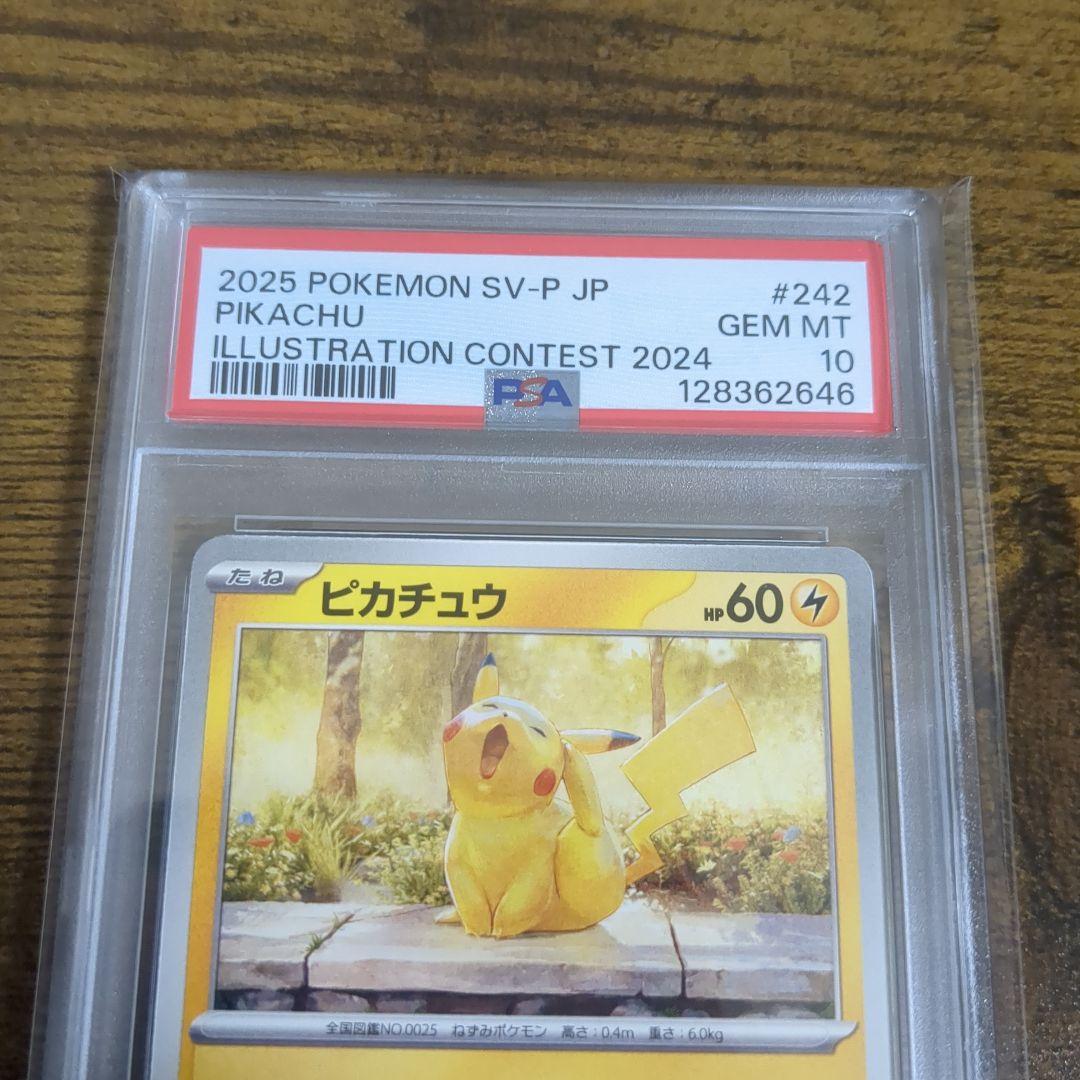 2025 POKEMON SV-P JP #242
PIKACHU GEM MT
ILLUSTRATION CONTEST 2024 10
PSA 128362646
たね ピカチュウ HP60
全国図鑑NO.0025 ねずみポケモン 高さ:0.4m 重さ:6.0kg